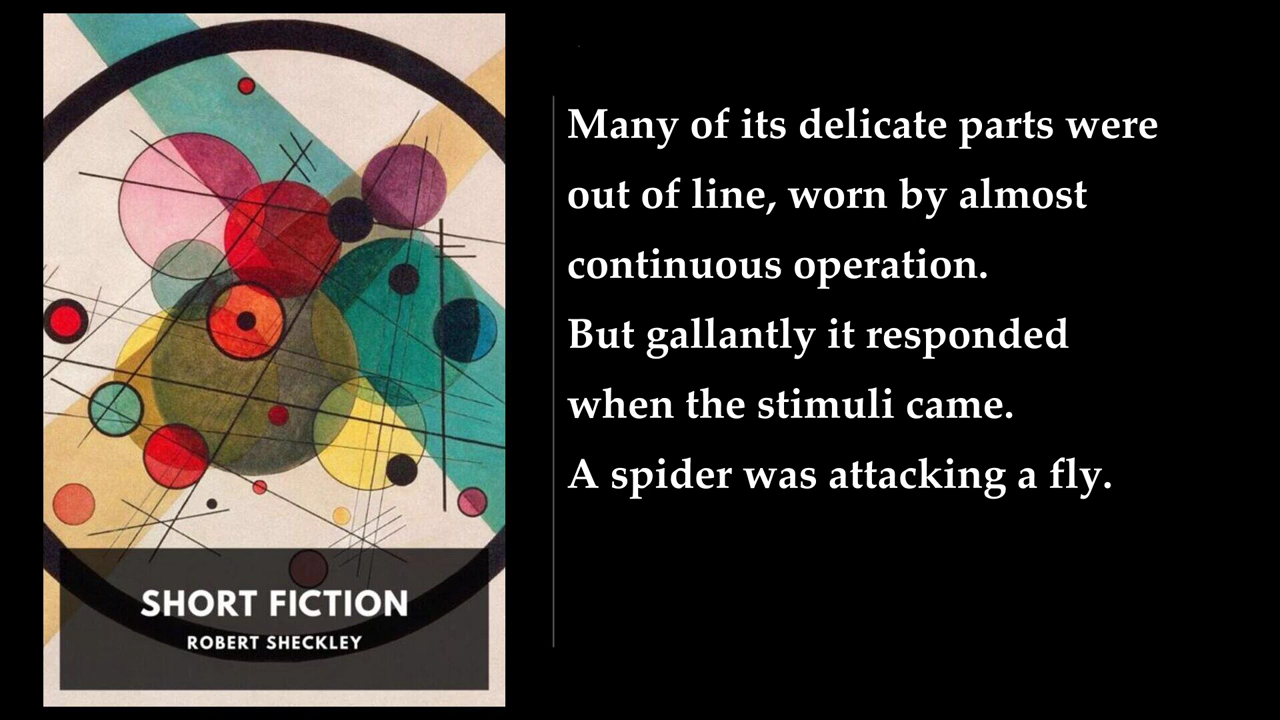 SHORT FICTION
ROBERT SHECKLEY
Many of its delicate parts were
out of line, worn by almost
continuous operation.
But gallantly it responded
when the stimuli came.
A spider was attacking a fly.